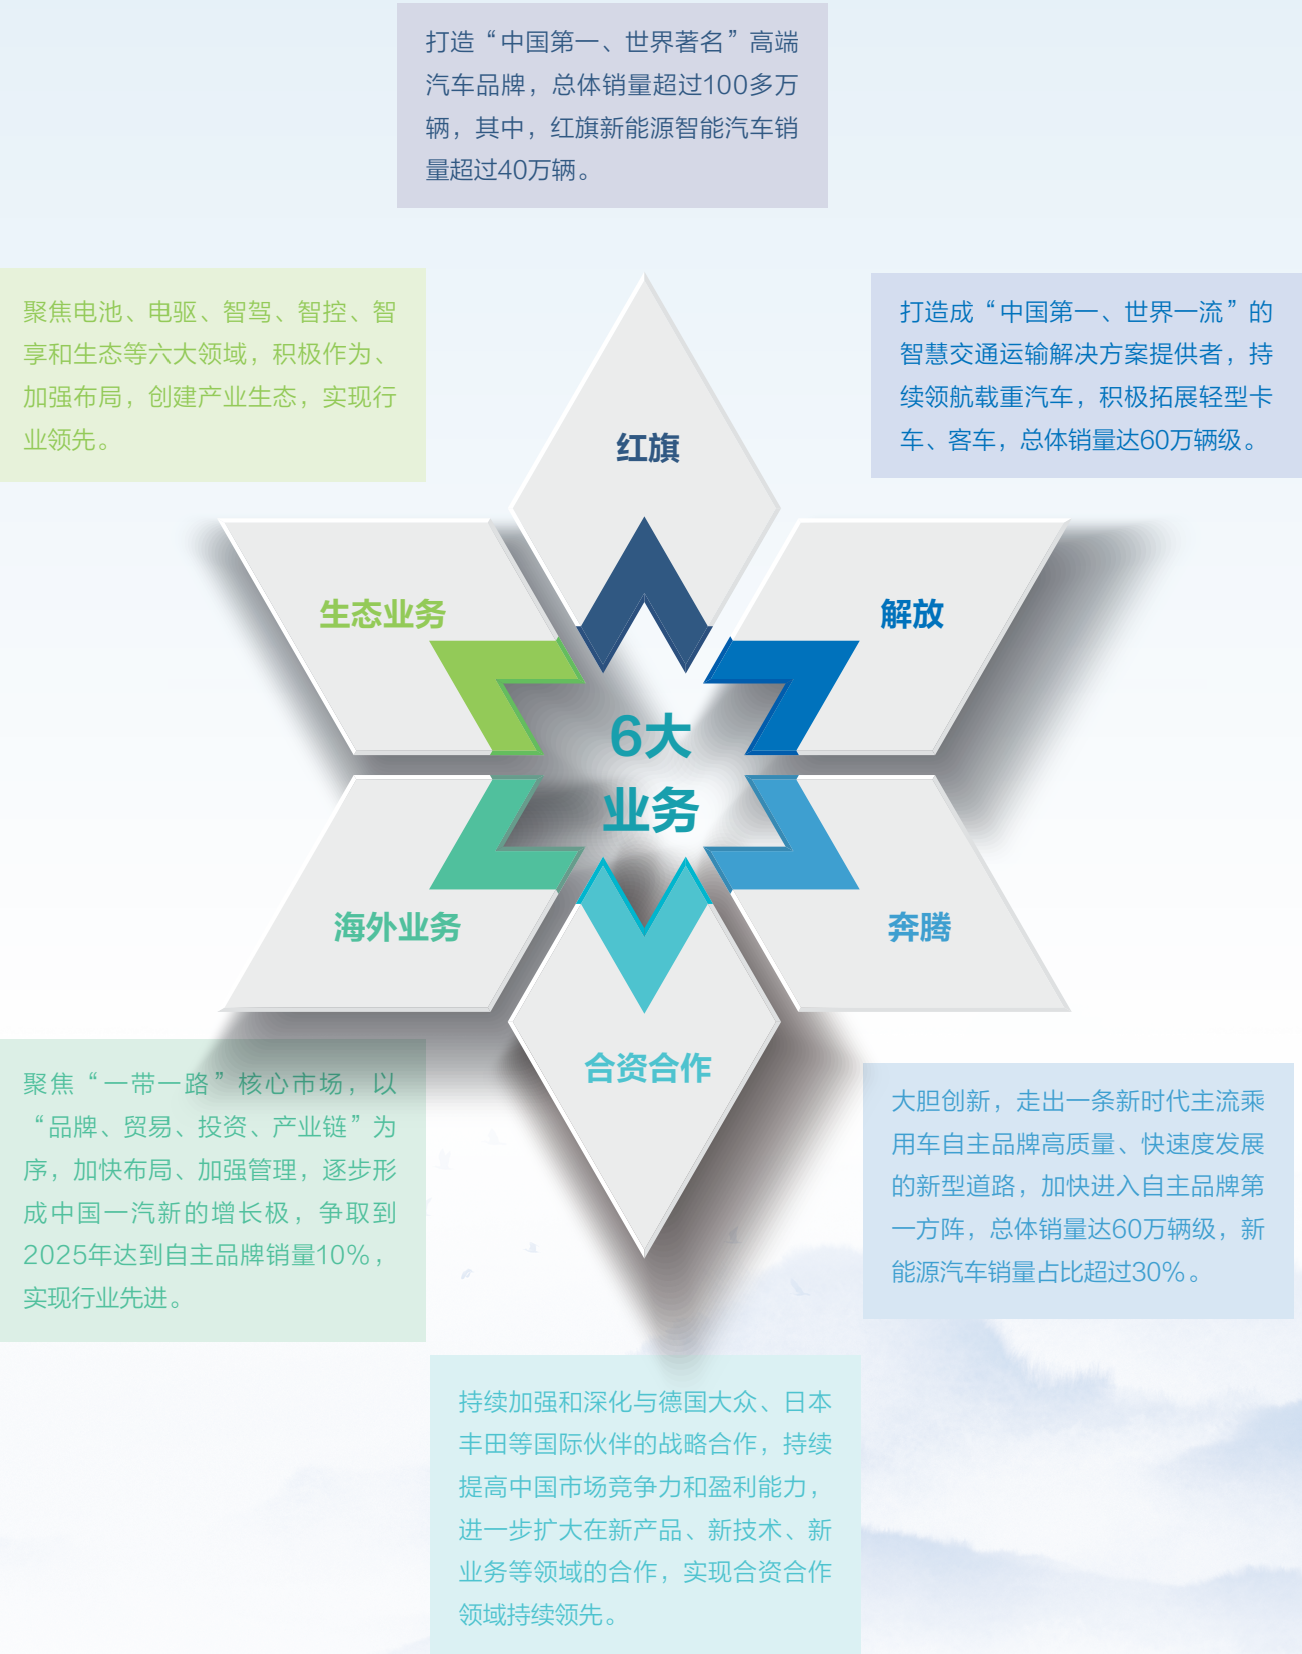 打造“中国第一、世界著名”高端
汽车品牌，总体销量超过100多万
辆，其中，红旗新能源智能汽车销
量超过40万辆。
聚焦电池、电驱、智驾、智控、智
享和生态等六大领域，积极作为、
加强布局，创建产业生态，实现行
业领先。
打造成“中国第一、世界一流”的
智慧交通运输解决方案提供者，持
续领航载重汽车，积极拓展轻型卡
车、客车，总体销量达60万辆级。
红旗
生态业务
解放
6大
业务
海外业务
奔腾
合资合作
聚焦“一带一路”核心市场，以
“品牌、贸易、投资、产业链”为
序，加快布局、加强管理，逐步形
成中国一汽新的增长极，争取到
2025年达到自主品牌销量10%，
实现行业先进。
大胆创新，走出一条新时代主流乘
用车自主品牌高质量、快速度发展
的新型道路，加快进入自主品牌第
一方阵，总体销量达60万辆级，新
能源汽车销量占比超过30%。
持续加强和深化与德国大众、日本
丰田等国际伙伴的战略合作，持续
提高中国市场竞争力和盈利能力，
进一步扩大在新产品、新技术、新
业务等领域的合作，实现合资合作
领域持续领先。